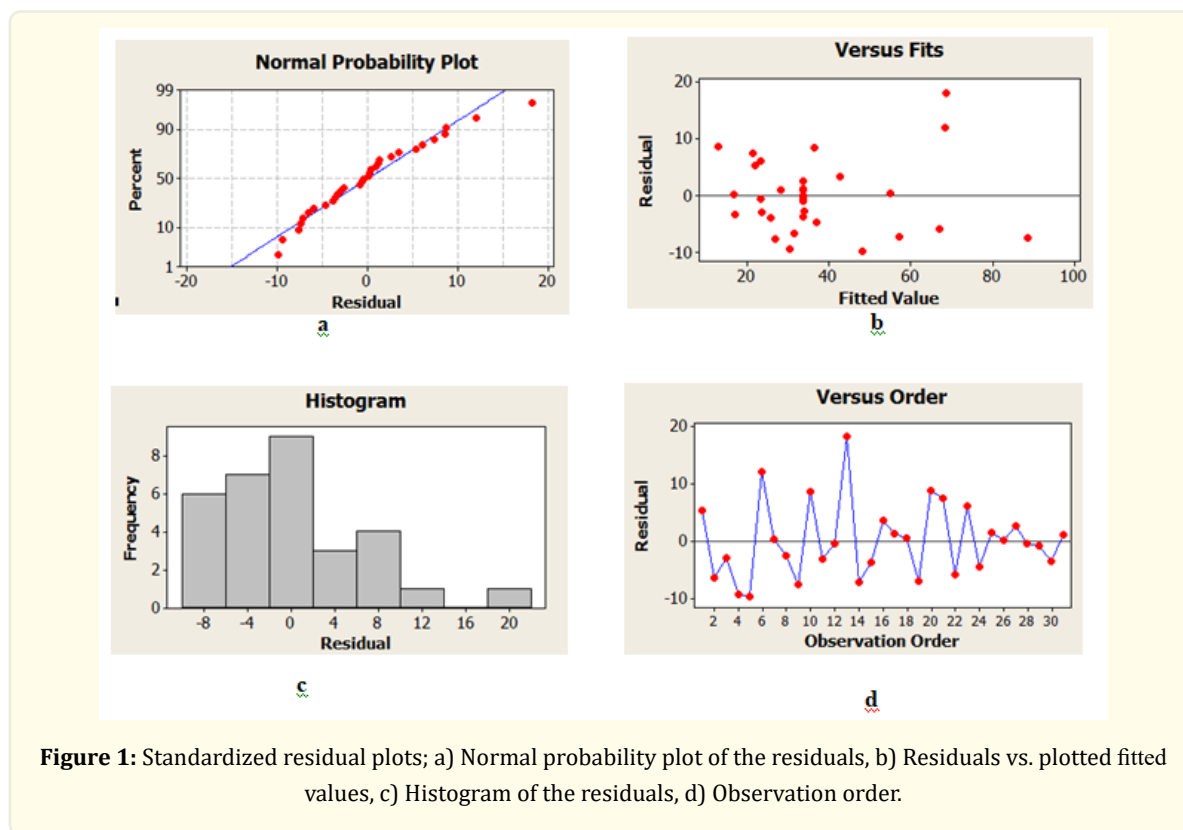 Normal Probability Plot
99
90
50
10
1
Percent
-20 -10 0 10 20
Residual
a
Versus Fits
20
10
0
-10
Residual
20 40 60 80 100
Fitted Value
b
Histogram
8
6
4
2
0
Frequency
-8 -4 0 4 8 12 16 20
Residual
c
Versus Order
20
10
0
-10
Residual
2 4 6 8 10 12 14 16 18 20 22 24 26 28 30
Observation Order
d
Figure 1: Standardized residual plots; a) Normal probability plot of the residuals, b) Residuals vs. plotted fitted
values, c) Histogram of the residuals, d) Observation order.